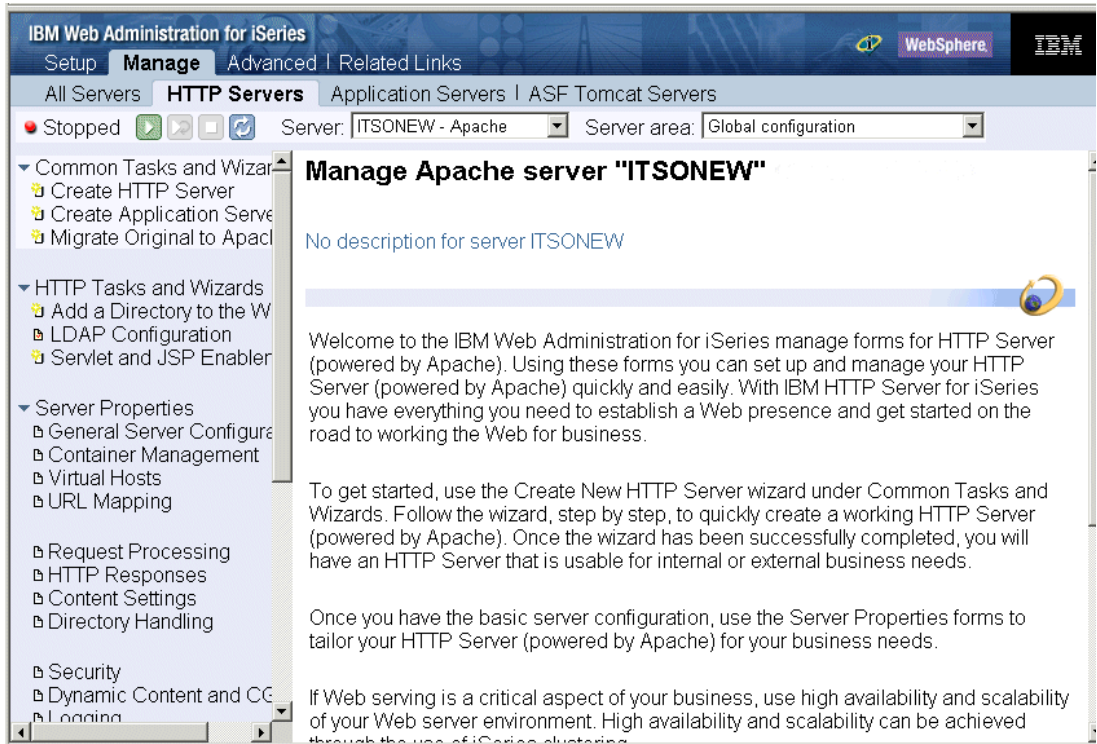 IBM Web Administration for iSeries
WebSphere
IBM
Setup Manage Advanced | Related Links
All Servers HTTP Servers Application Servers | ASF Tomcat Servers
Stopped Server: ITSONEW - Apache Server area: Global configuration
Common Tasks and Wizar
Create HTTP Server
Create Application Serve
Migrate Original to Apacl
HTTP Tasks and Wizards
Add a Directory to the W
LDAP Configuration
Servlet and JSP Enabler
Server Properties
General Server Configura
Container Management
Virtual Hosts
URL Mapping
Request Processing
HTTP Responses
Content Settings
Directory Handling
Security
Dynamic Content and CG
Logging
Manage Apache server "ITSONEW"
No description for server ITSONEW
Welcome to the IBM Web Administration for iSeries manage forms for HTTP Server
(powered by Apache). Using these forms you can set up and manage your HTTP
Server (powered by Apache) quickly and easily. With IBM HTTP Server for iSeries
you have everything you need to establish a Web presence and get started on the
road to working the Web for business.
To get started, use the Create New HTTP Server wizard under Common Tasks and
Wizards. Follow the wizard, step by step, to quickly create a working HTTP Server
(powered by Apache). Once the wizard has been successfully completed, you will
have an HTTP Server that is usable for internal or external business needs.
Once you have the basic server configuration, use the Server Properties forms to
tailor your HTTP Server (powered by Apache) for your business needs.
If Web serving is a critical aspect of your business, use high availability and scalability
of your Web server environment. High availability and scalability can be achieved
through the use of iSeries clustering